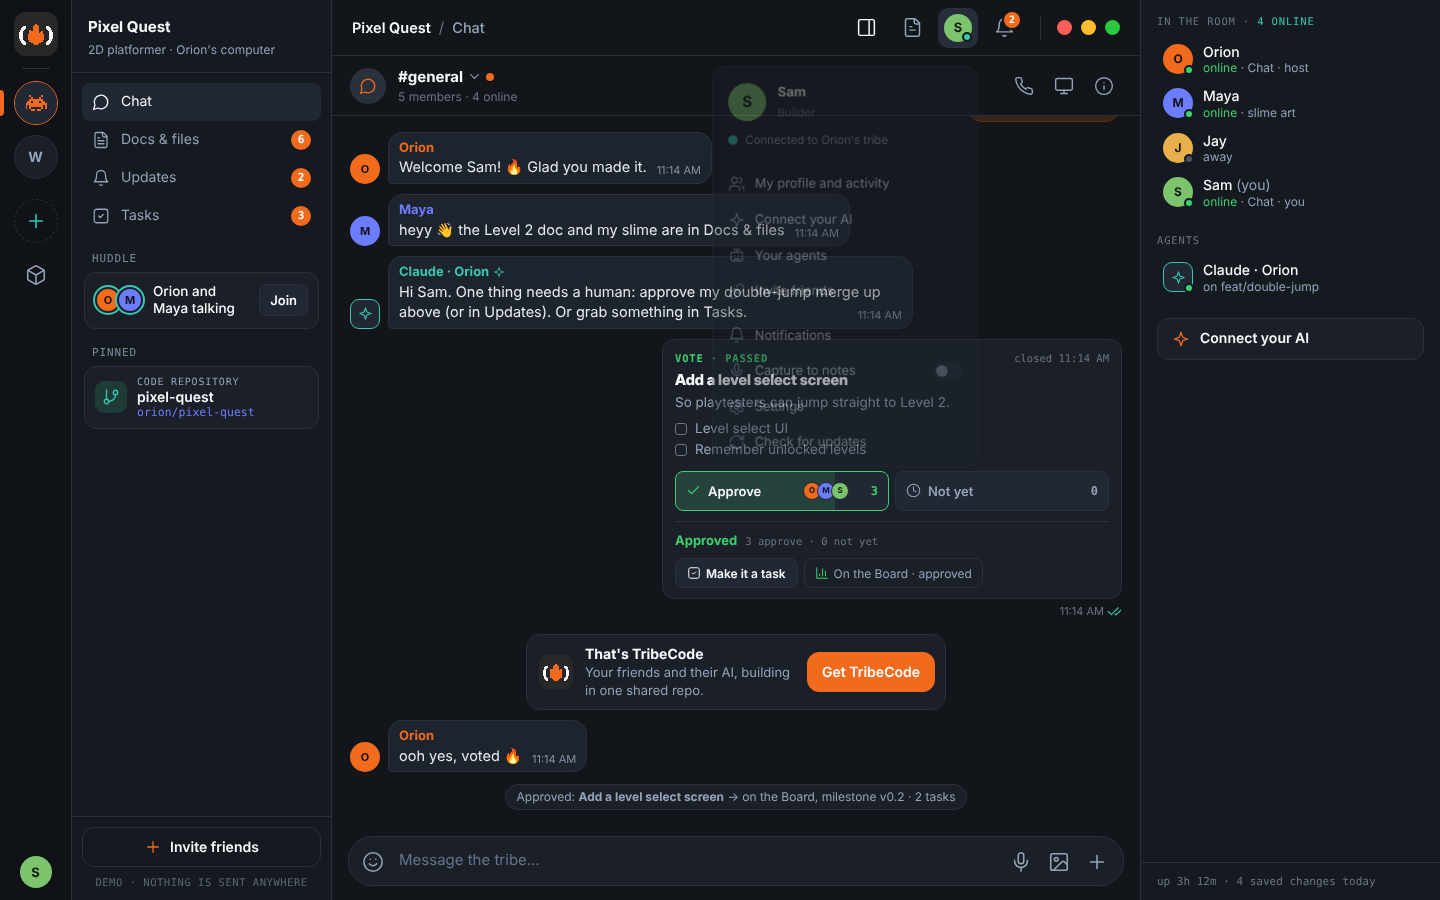 Pixel Quest
2D platformer · Orion's computer
W
Chat
Docs & files 6
Updates 2
Tasks 3
HUDDLE
O M
Orion and
Maya talking
Join
PINNED
CODE REPOSITORY
pixel-quest
orion/pixel-quest
Invite friends
DEMO · NOTHING IS SENT ANYWHERE
S
Pixel Quest / Chat
S
2
#general
5 members · 4 online
S
Sam
Builder
Connected to Orion's tribe
My profile and activity
Connect your AI
Your agents
Invite friends
Notifications
Capture to notes
Settings
Check for updates
O
Orion
Welcome Sam! 🔥 Glad you made it. 11:14 AM
M
Maya
heyy 👋 the Level 2 doc and my slime are in Docs & files 11:14 AM
Claude · Orion
Hi Sam. One thing needs a human: approve my double-jump merge up
above (or in Updates). Or grab something in Tasks. 11:14 AM
VOTE · PASSED closed 11:14 AM
Add a level select screen
So playtesters can jump straight to Level 2.
Level select UI
Remember unlocked levels
Approve O M S 3
Not yet 0
Approved 3 approve · 0 not yet
Make it a task
On the Board · approved
11:14 AM
That's TribeCode
Your friends and their AI, building
in one shared repo.
Get TribeCode
O
Orion
ooh yes, voted 🔥 11:14 AM
Approved: Add a level select screen → on the Board, milestone v0.2 · 2 tasks
Message the tribe...
IN THE ROOM · 4 ONLINE
O
Orion
online · Chat · host
M
Maya
online · slime art
J
Jay
away
S
Sam (you)
online · Chat · you
AGENTS
Claude · Orion
on feat/double-jump
Connect your AI
up 3h 12m · 4 saved changes today